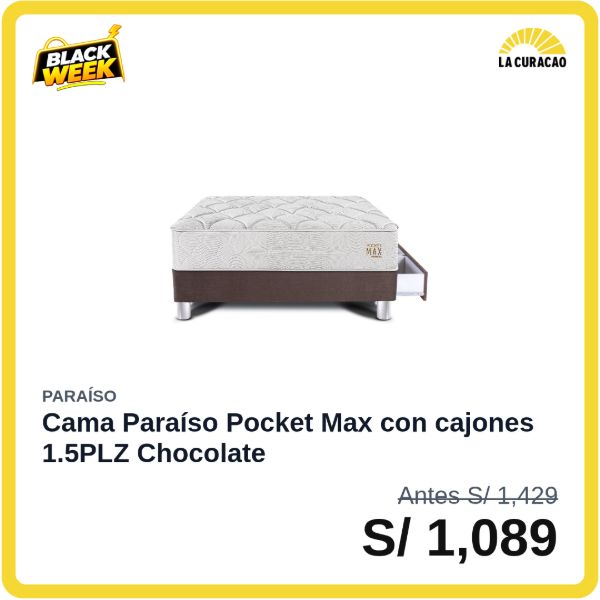 BLACK
WEEK
LA CURACAO
POCKET
MAX
PARAÍSO
Cama Paraíso Pocket Max con cajones
1.5PLZ Chocolate
Antes S/ 1,429
S/ 1,089